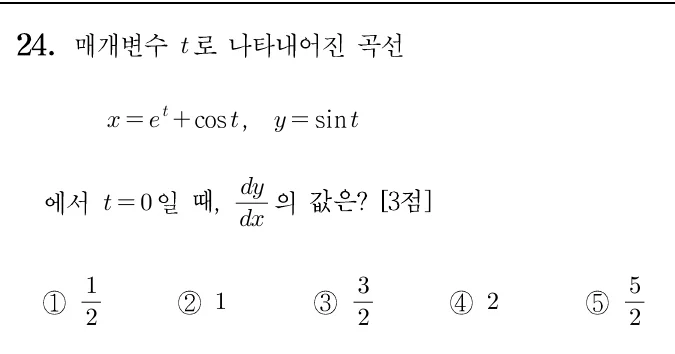 24. 매개변수 t로 나타내어진 곡선
x=e^t+cos t, y=sin t
에서 t=0일 때, dy/dx의 값은? [3점]
① 1/2 ② 1 ③ 3/2 ④ 2 ⑤ 5/2